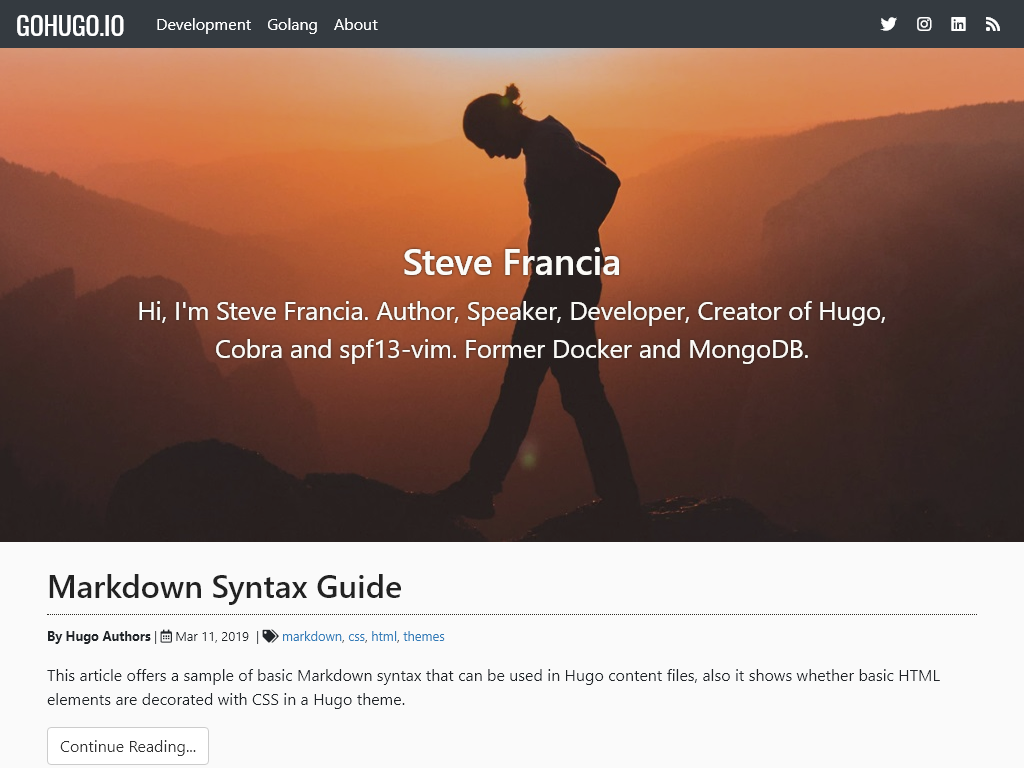 GOHUGO.IO Development Golang About
Steve Francia
Hi, I'm Steve Francia. Author, Speaker, Developer, Creator of Hugo,
Cobra and spf13-vim. Former Docker and MongoDB.
Markdown Syntax Guide
By Hugo Authors | Mar 11, 2019 | markdown, css, html, themes
This article offers a sample of basic Markdown syntax that can be used in Hugo content files, also it shows whether basic HTML
elements are decorated with CSS in a Hugo theme.
Continue Reading...